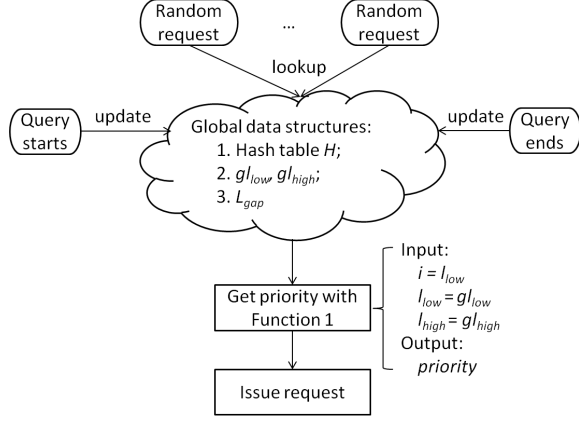 Random request
...
Random request
lookup
Query starts
update
Global data structures:
1. Hash table H;
2. gl_low, gl_high;
3. L_gap
update
Query ends
Get priority with Function 1
Input:
i = l_low
l_low = gl_low
l_high = gl_high
Output:
priority
Issue request